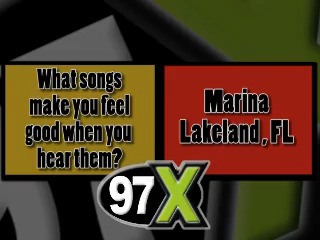 What songs
make you feel
good when you
hear them?
Marina
Lakeland, FL
97X